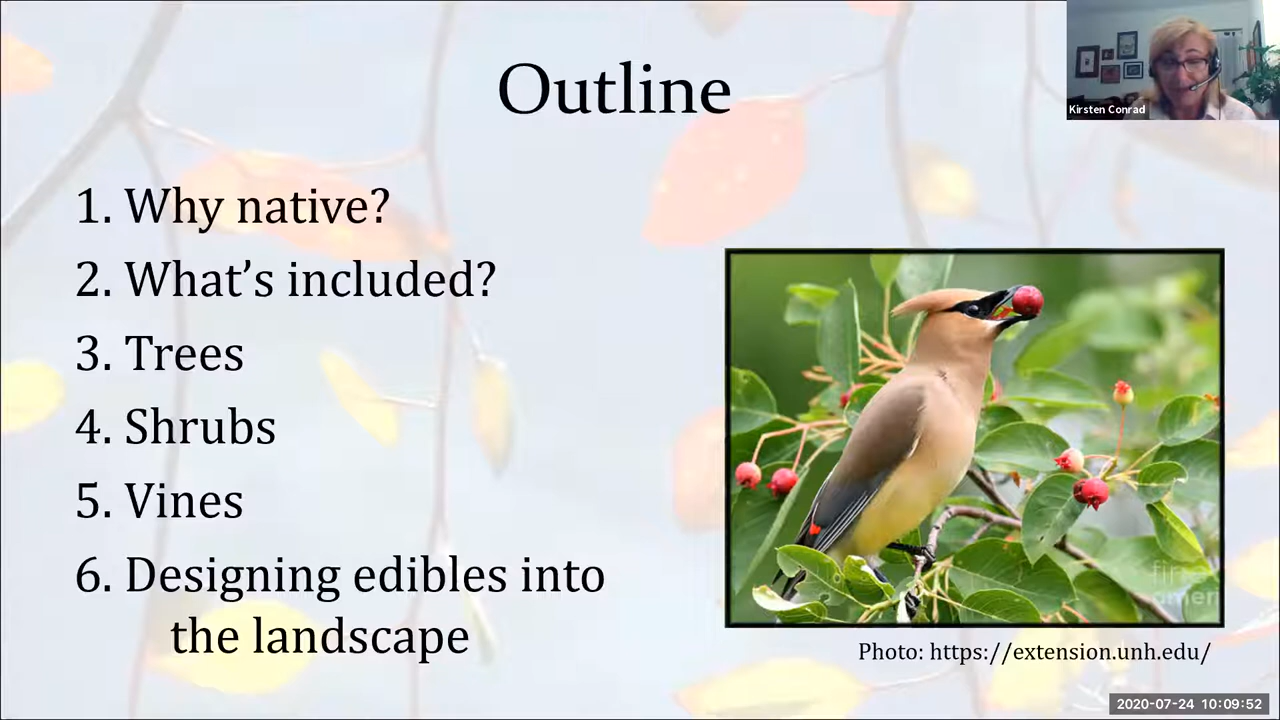 Outline
Kirsten Conrad
1. Why native?
2. What’s included?
3. Trees
4. Shrubs
5. Vines
6. Designing edibles into
the landscape
Photo: https://extension.unh.edu/
2020-07-24 10:09:52